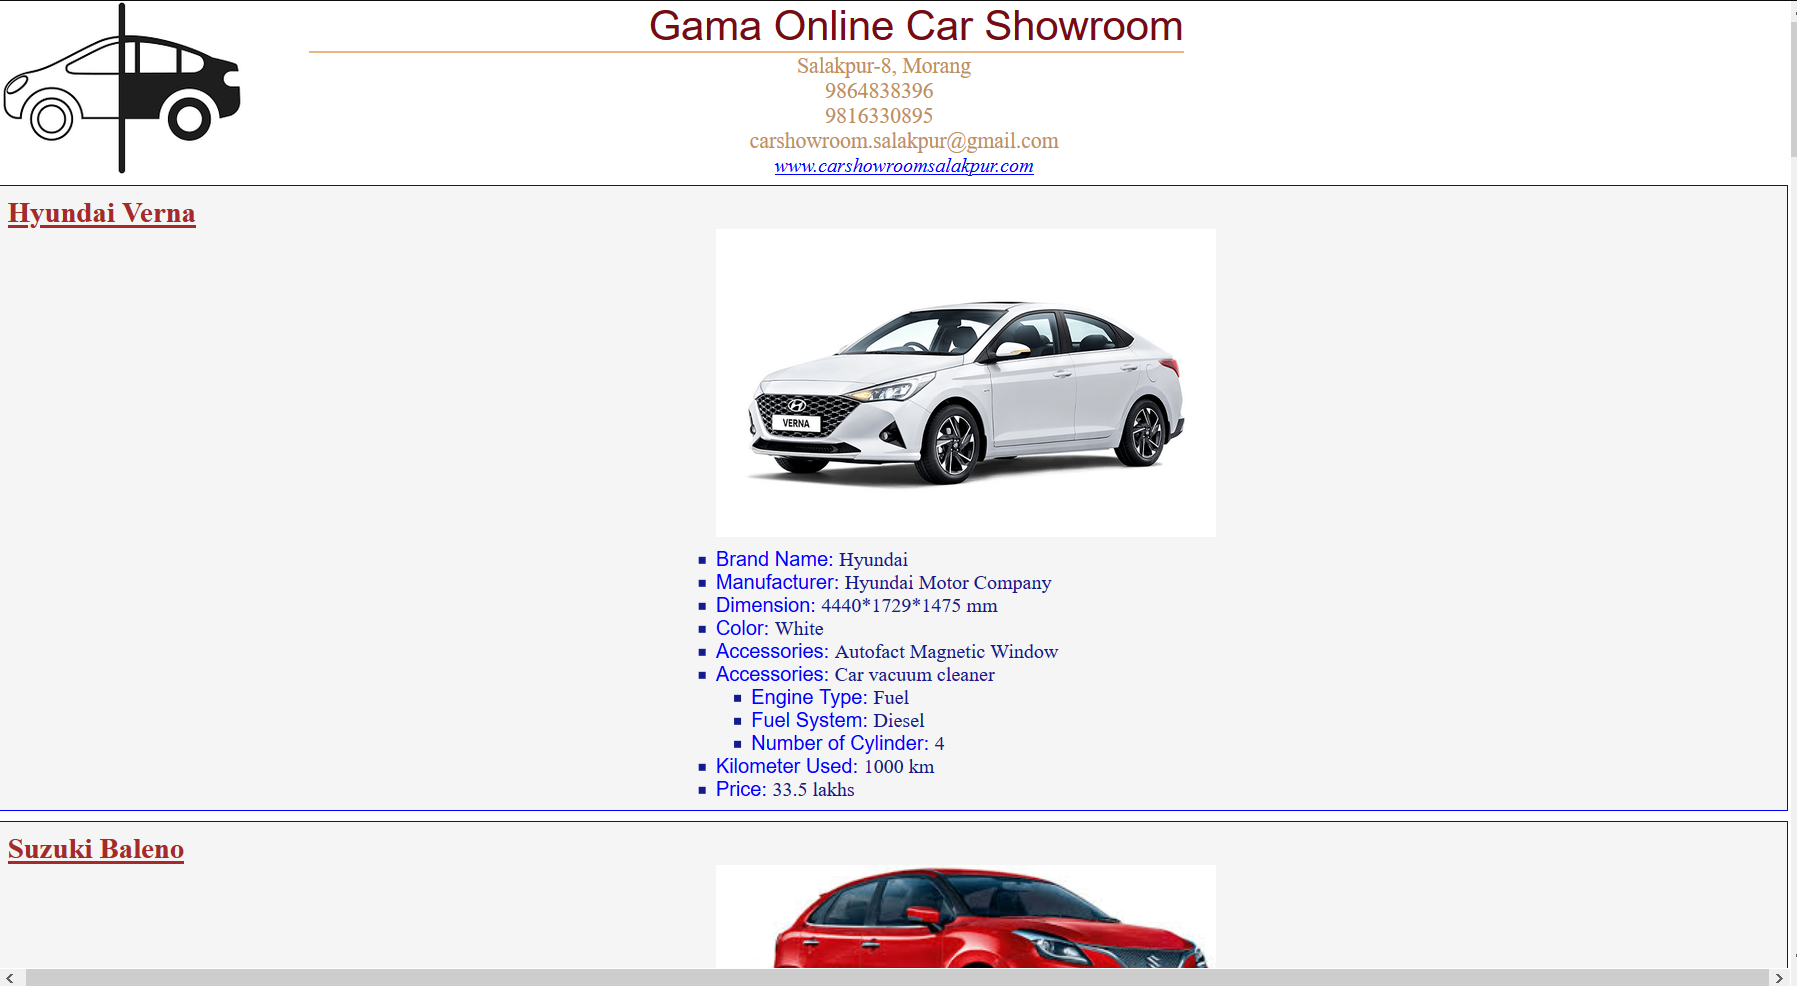 Gama Online Car Showroom
Salakpur-8, Morang
9864838396
9816330895
carshowroom.salakpur@gmail.com
www.carshowroomsalakpur.com
Hyundai Verna
VERNA
Brand Name: Hyundai
Manufacturer: Hyundai Motor Company
Dimension: 4440*1729*1475 mm
Color: White
Accessories: Autofact Magnetic Window
Accessories: Car vacuum cleaner
Engine Type: Fuel
Fuel System: Diesel
Number of Cylinder: 4
Kilometer Used: 1000 km
Price: 33.5 lakhs
Suzuki Baleno